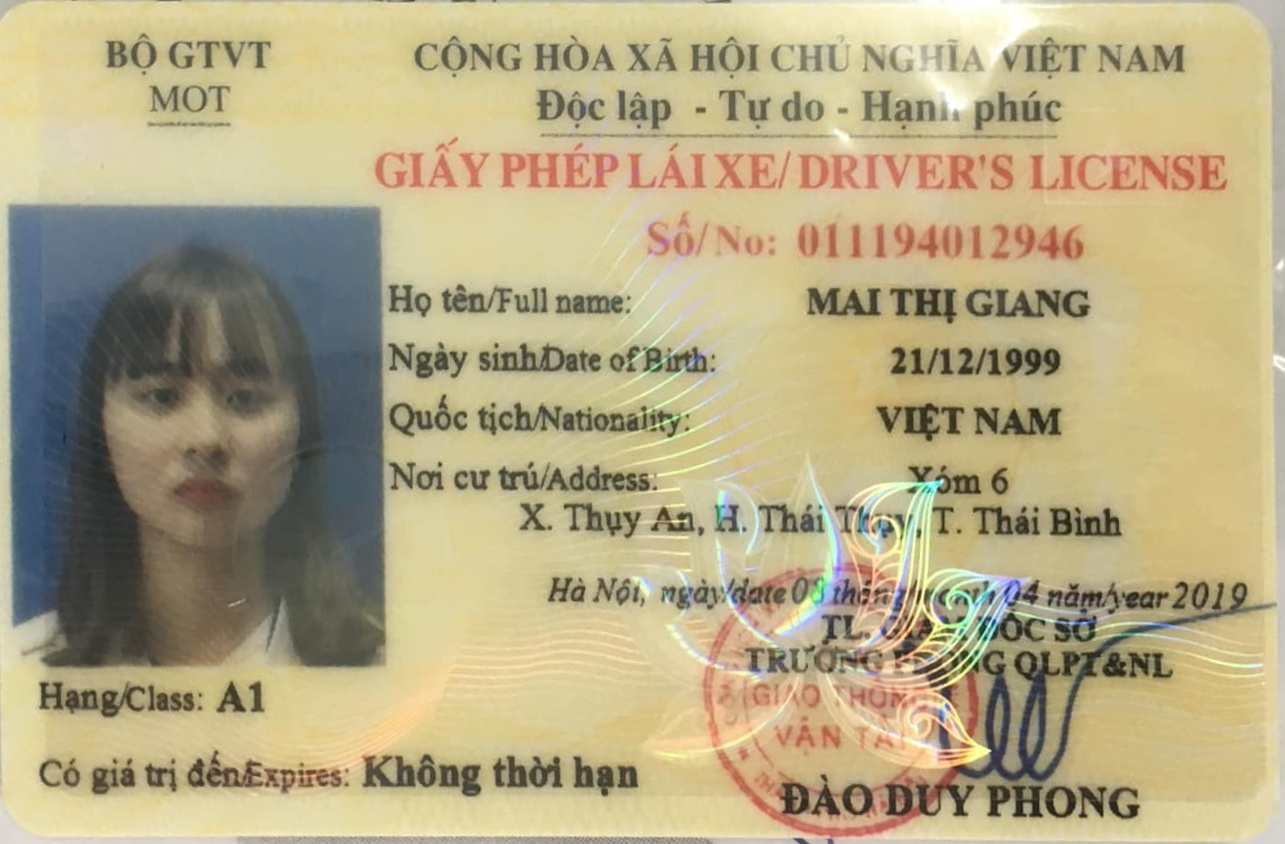 BỘ GTVT
MOT
CỘNG HÒA XÃ HỘI CHỦ NGHĨA VIỆT NAM
Độc lập - Tự do - Hạnh phúc
GIẤY PHÉP LÁI XE/DRIVER'S LICENSE
Số/No: 011194012946
Họ tên/Full name: MAI THỊ GIANG
Ngày sinh/Date of Birth: 21/12/1999
Quốc tịch/Nationality: VIỆT NAM
Nơi cư trú/Address: Xóm 6
X. Thụy An, H. Thái Thụy, T. Thái Bình
Hà Nội, ngày/date 03 tháng/month 04 năm/year 2019
TL. GIÁM ĐỐC SỞ
TRƯỞNG PHÒNG QLPT&NL
GIAO THÔNG
VẬN TẢI
ĐÀO DUY PHONG
Hạng/Class: A1
Có giá trị đến/Expires: Không thời hạn